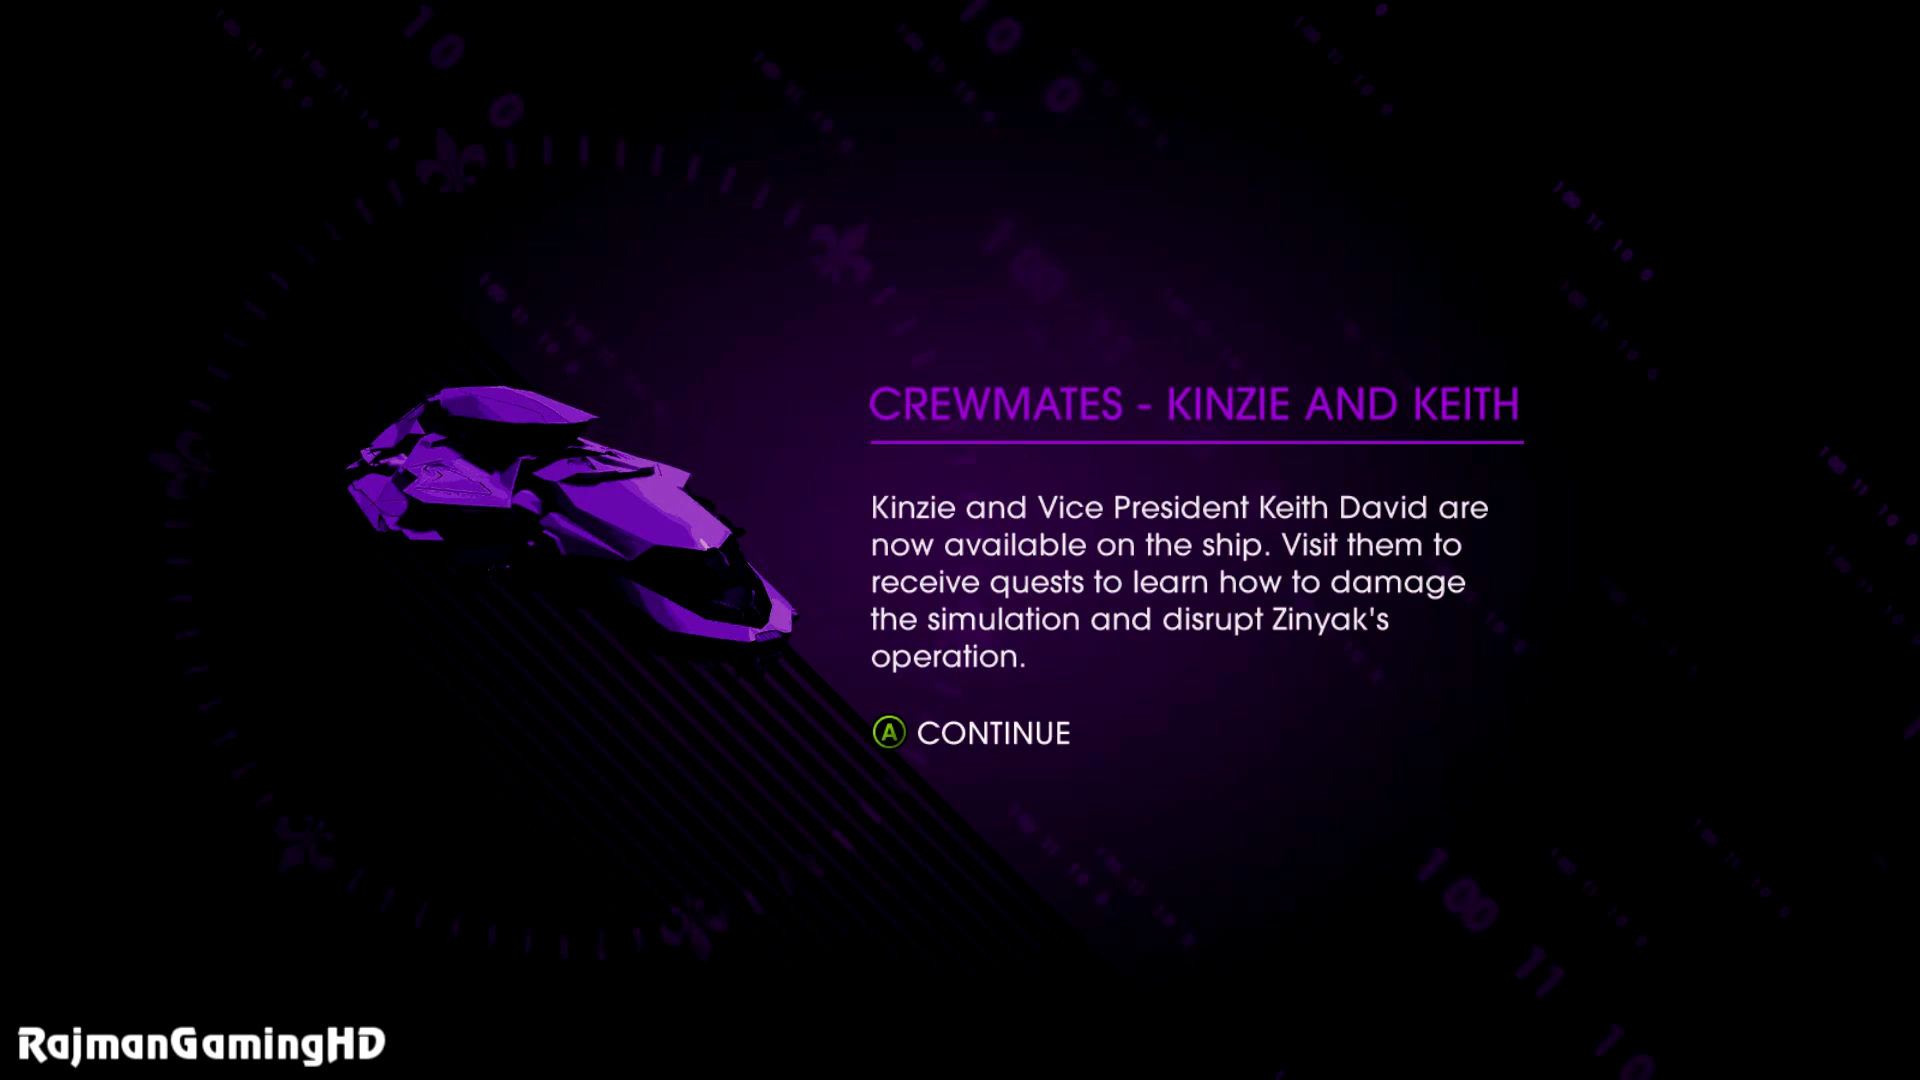 CREWMATES - KINZIE AND KEITH
Kinzie and Vice President Keith David are
now available on the ship. Visit them to
receive quests to learn how to damage
the simulation and disrupt Zinyak's
operation.
A CONTINUE
RajmanGamingHD